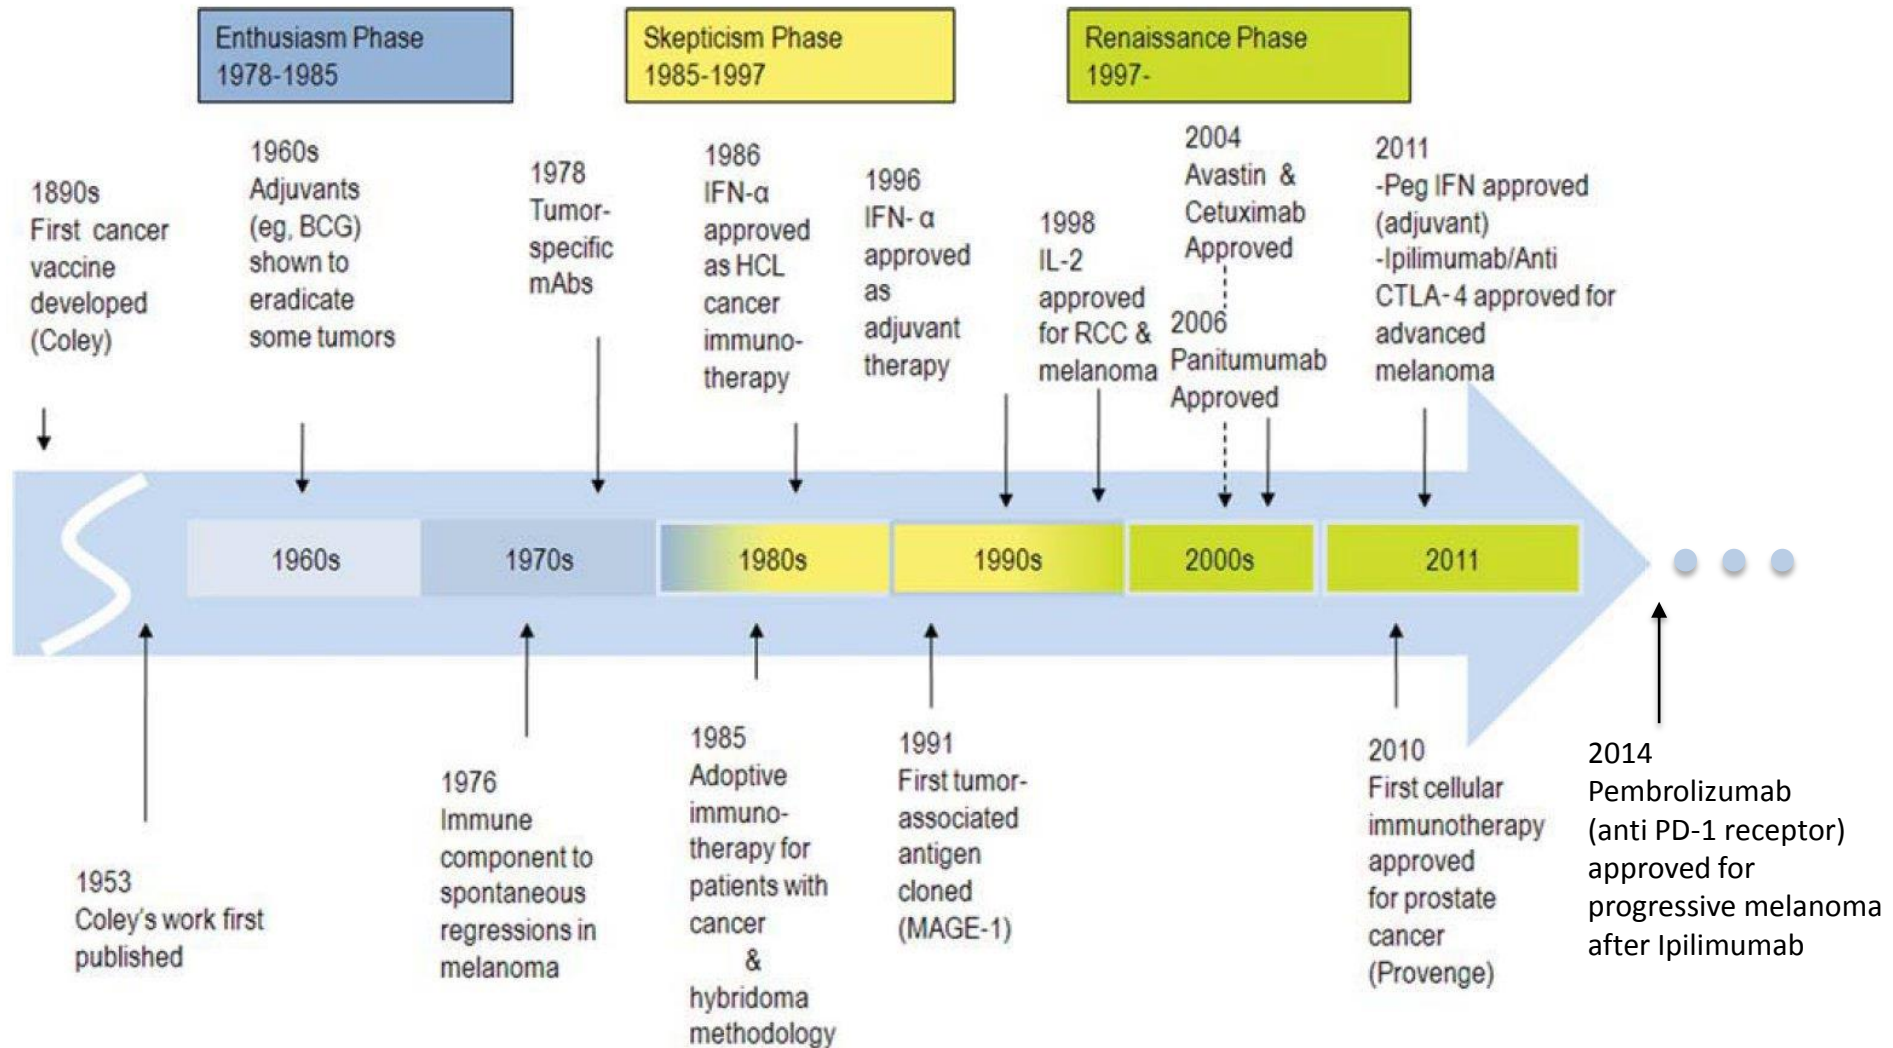 Enthusiasm Phase
1978-1985
Skepticism Phase
1985-1997
Renaissance Phase
1997-
1890s
First cancer
vaccine
developed
(Coley)
1960s
Adjuvants
(eg, BCG)
shown to
eradicate
some tumors
1978
Tumor-
specific
mAbs
1986
IFN-α
approved
as HCL
cancer
immuno-
therapy
1996
IFN- α
approved
as
adjuvant
therapy
1998
IL-2
approved
for RCC &
melanoma
2004
Avastin &
Cetuximab
Approved
2006
Panitumumab
Approved
2011
-Peg IFN approved
(adjuvant)
-Ipilimumab/Anti
CTLA-4 approved for
advanced
melanoma
1960s
1970s
1980s
1990s
2000s
2011
1953
Coley's work first
published
1976
Immune
component to
spontaneous
regressions in
melanoma
1985
Adoptive
immuno-
therapy for
patients with
cancer
&
hybridoma
methodology
1991
First tumor-
associated
antigen
cloned
(MAGE-1)
2010
First cellular
immunotherapy
approved
for prostate
cancer
(Provenge)
2014
Pembrolizumab
(anti PD-1 receptor)
approved for
progressive melanoma
after Ipilimumab